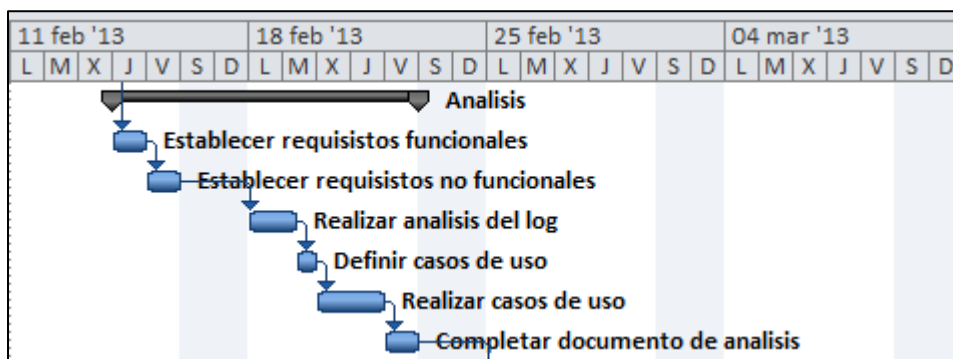 11 feb '13 18 feb '13 25 feb '13 04 mar '13
L M X J V S D L M X J V S D L M X J V S D L M X J V S D
Analisis
Establecer requisistos funcionales
Establecer requisistos no funcionales
Realizar analisis del log
Definir casos de uso
Realizar casos de uso
Completar documento de analisis